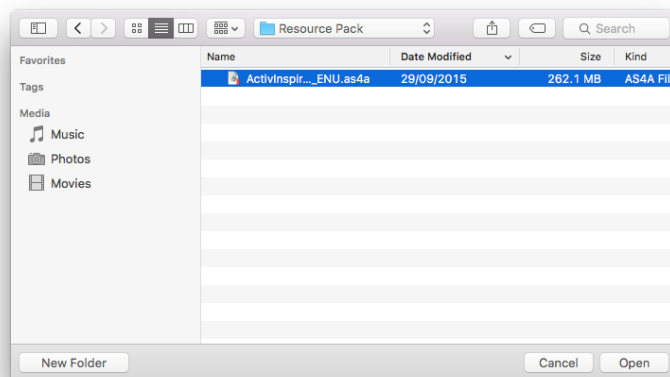 Resource Pack
Search
Favorites
Tags
Media
Music
Photos
Movies
Name Date Modified Size Kind
ActivInspir..._ENU.as4a 29/09/2015 262.1 MB AS4A Fil
New Folder Cancel Open